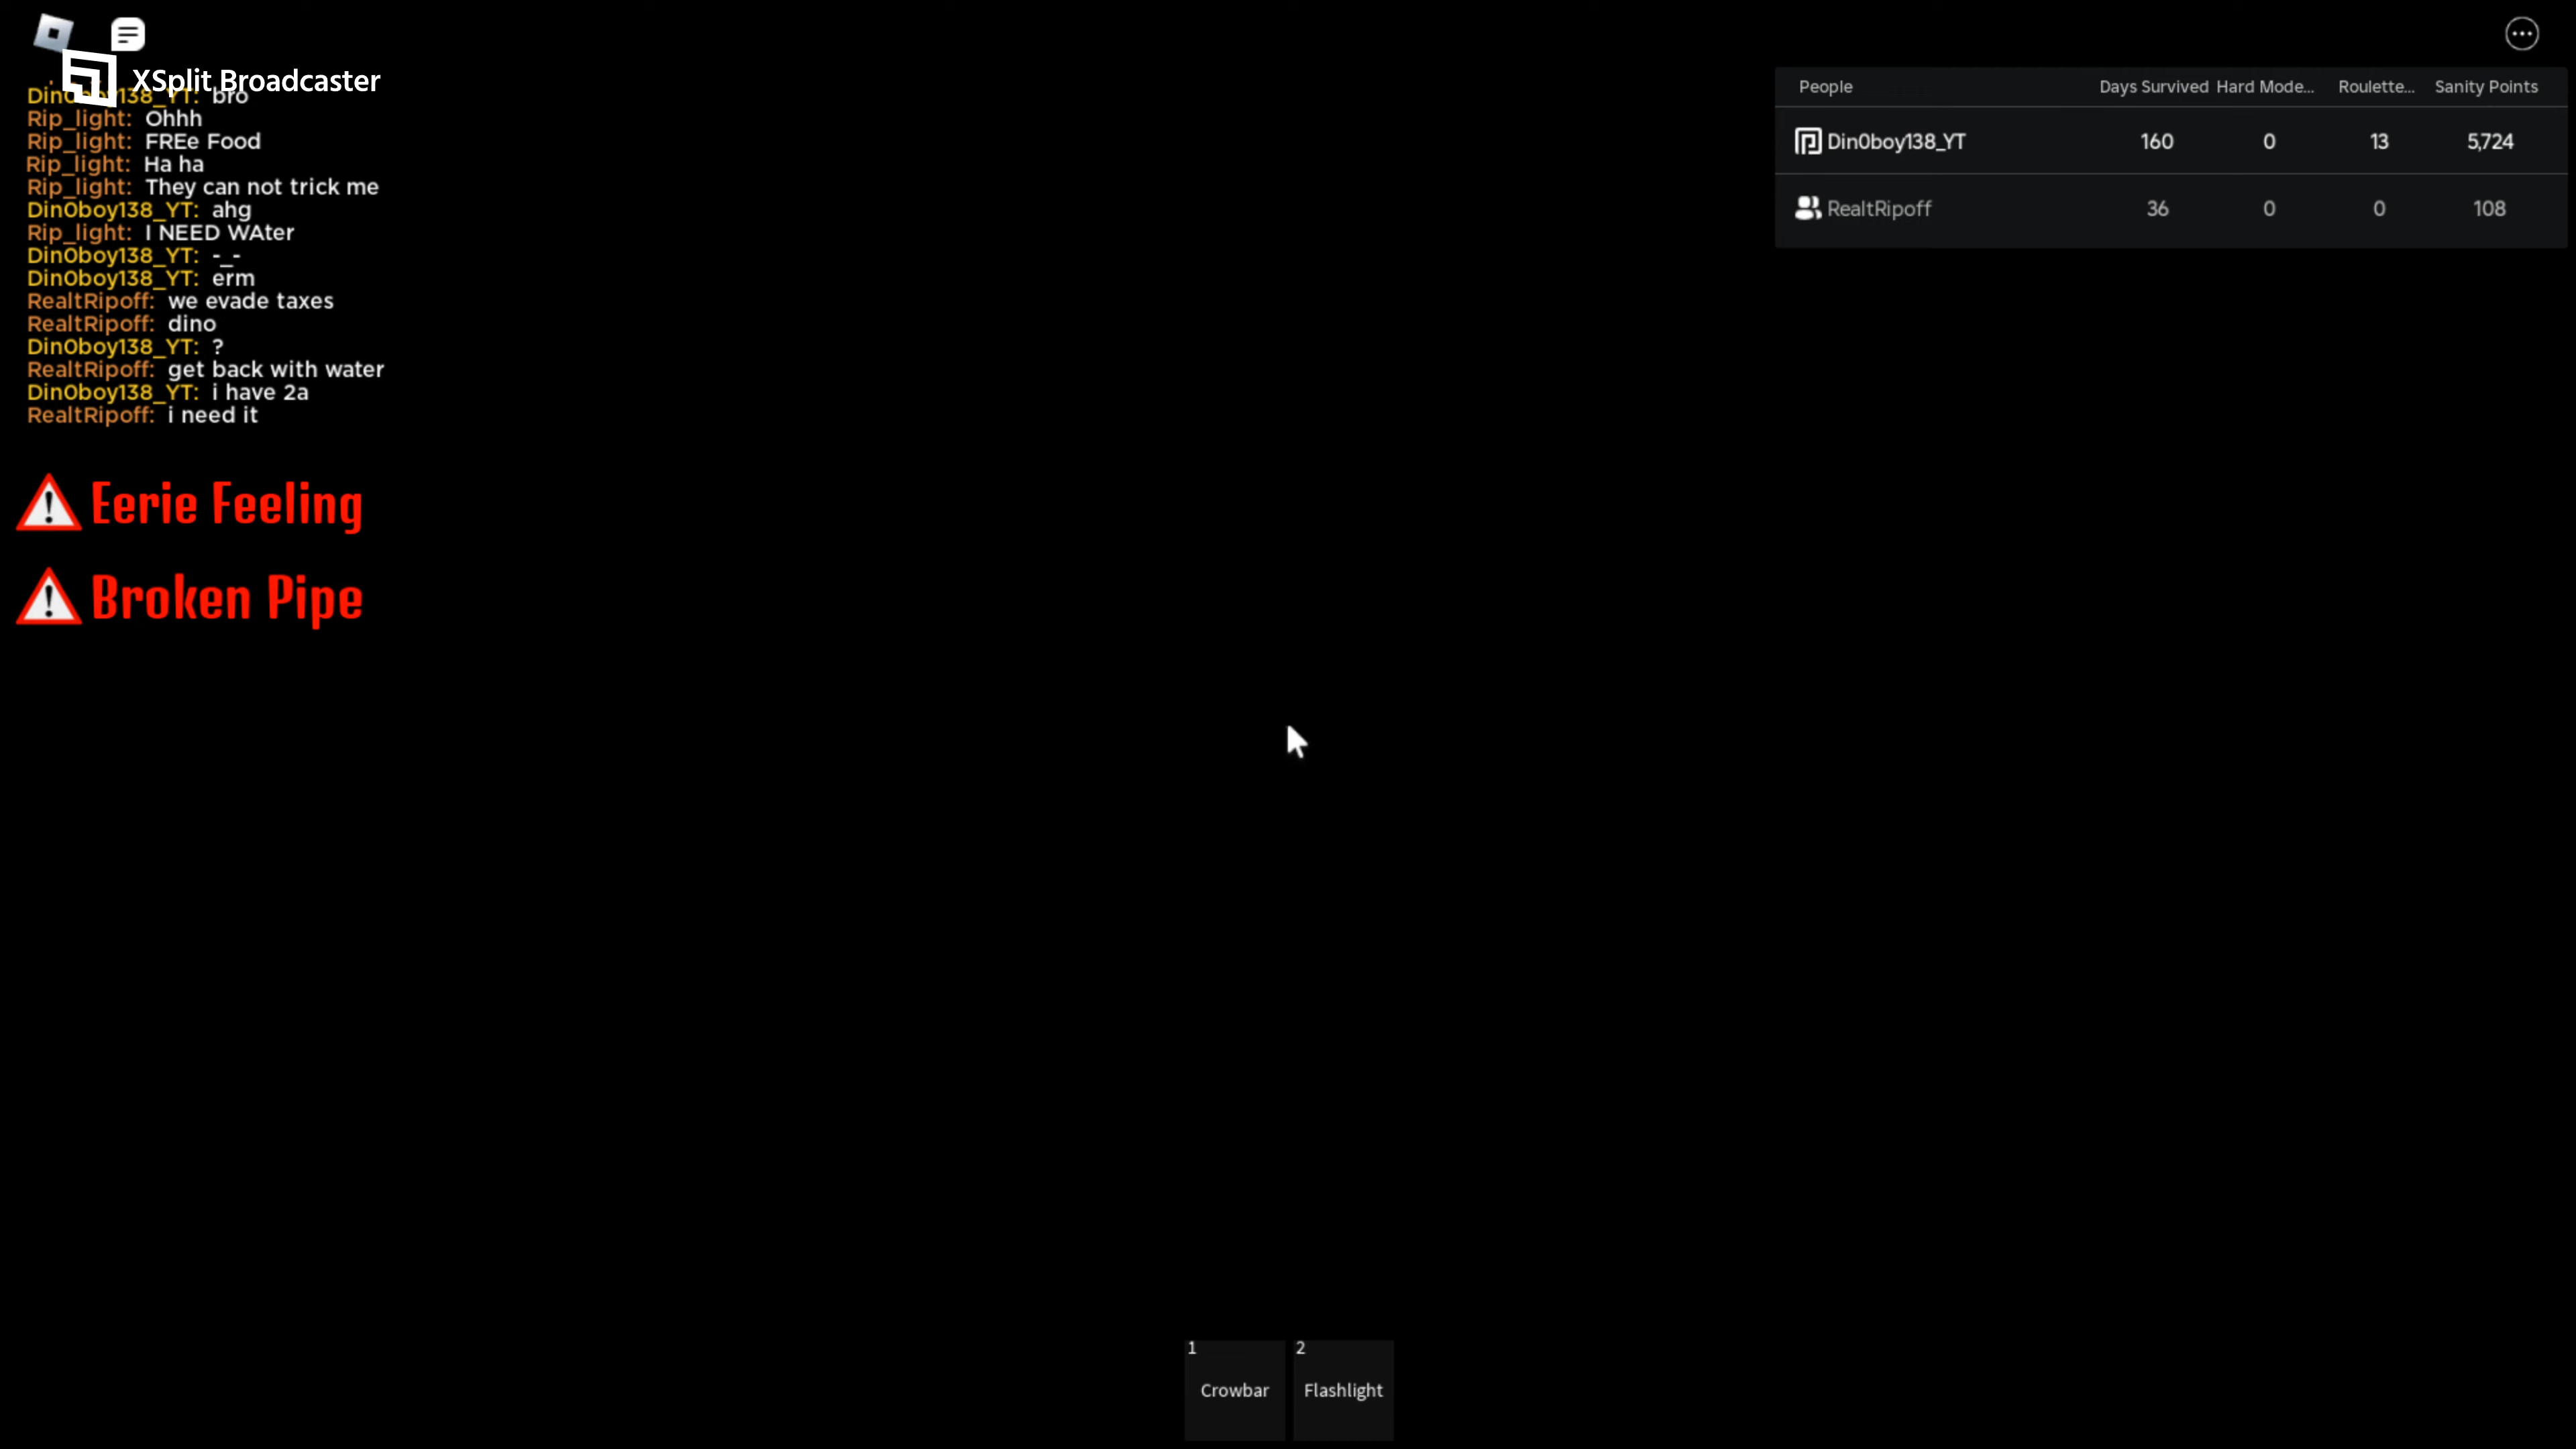 XSplit Broadcaster
Din0boy138_YT: bro
Rip_light: Ohhh
Rip_light: FREe Food
Rip_light: Ha ha
Rip_light: They can not trick me
Din0boy138_YT: ahg
Rip_light: I NEED WAter
Din0boy138_YT: -_-
Din0boy138_YT: erm
RealtRipoff: we evade taxes
RealtRipoff: dino
Din0boy138_YT: ?
RealtRipoff: get back with water
Din0boy138_YT: i have 2a
RealtRipoff: i need it
Eerie Feeling
Broken Pipe
People Days Survived Hard Mode... Roulette... Sanity Points
Din0boy138_YT 160 0 13 5,724
RealtRipoff 36 0 0 108
1 2
Crowbar Flashlight